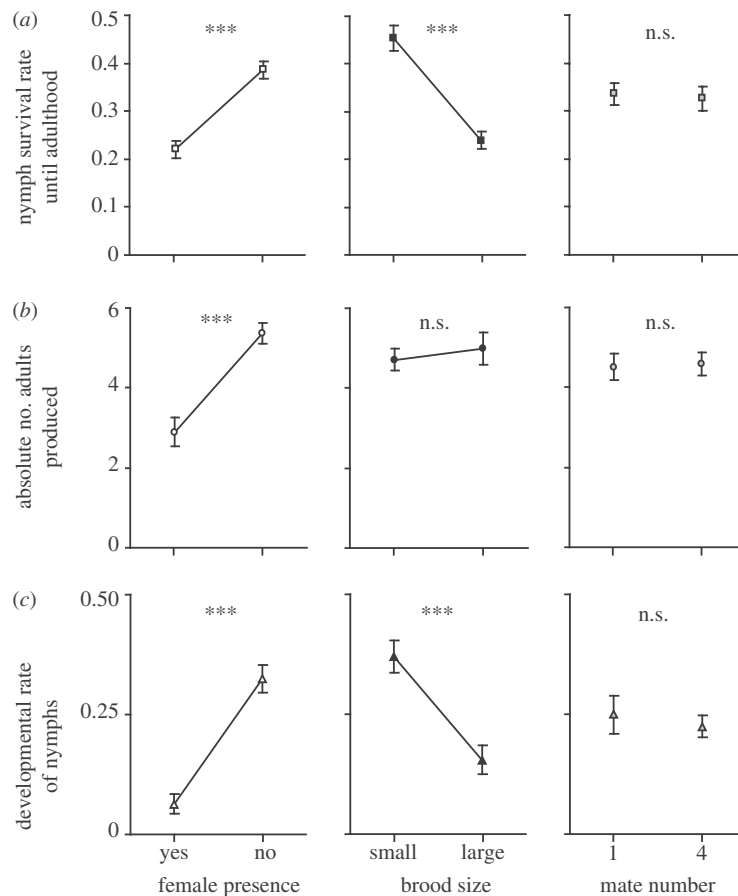 (a)
nymph survival rate
until adulthood
0.5
0.4
0.3
0.2
0.1
0
***
***
n.s.
(b)
absolute no. adults
produced
6
4
2
0
***
n.s.
n.s.
(c)
developmental rate
of nymphs
0.50
0.25
0
***
***
n.s.
yes no
female presence
small large
brood size
1 4
mate number